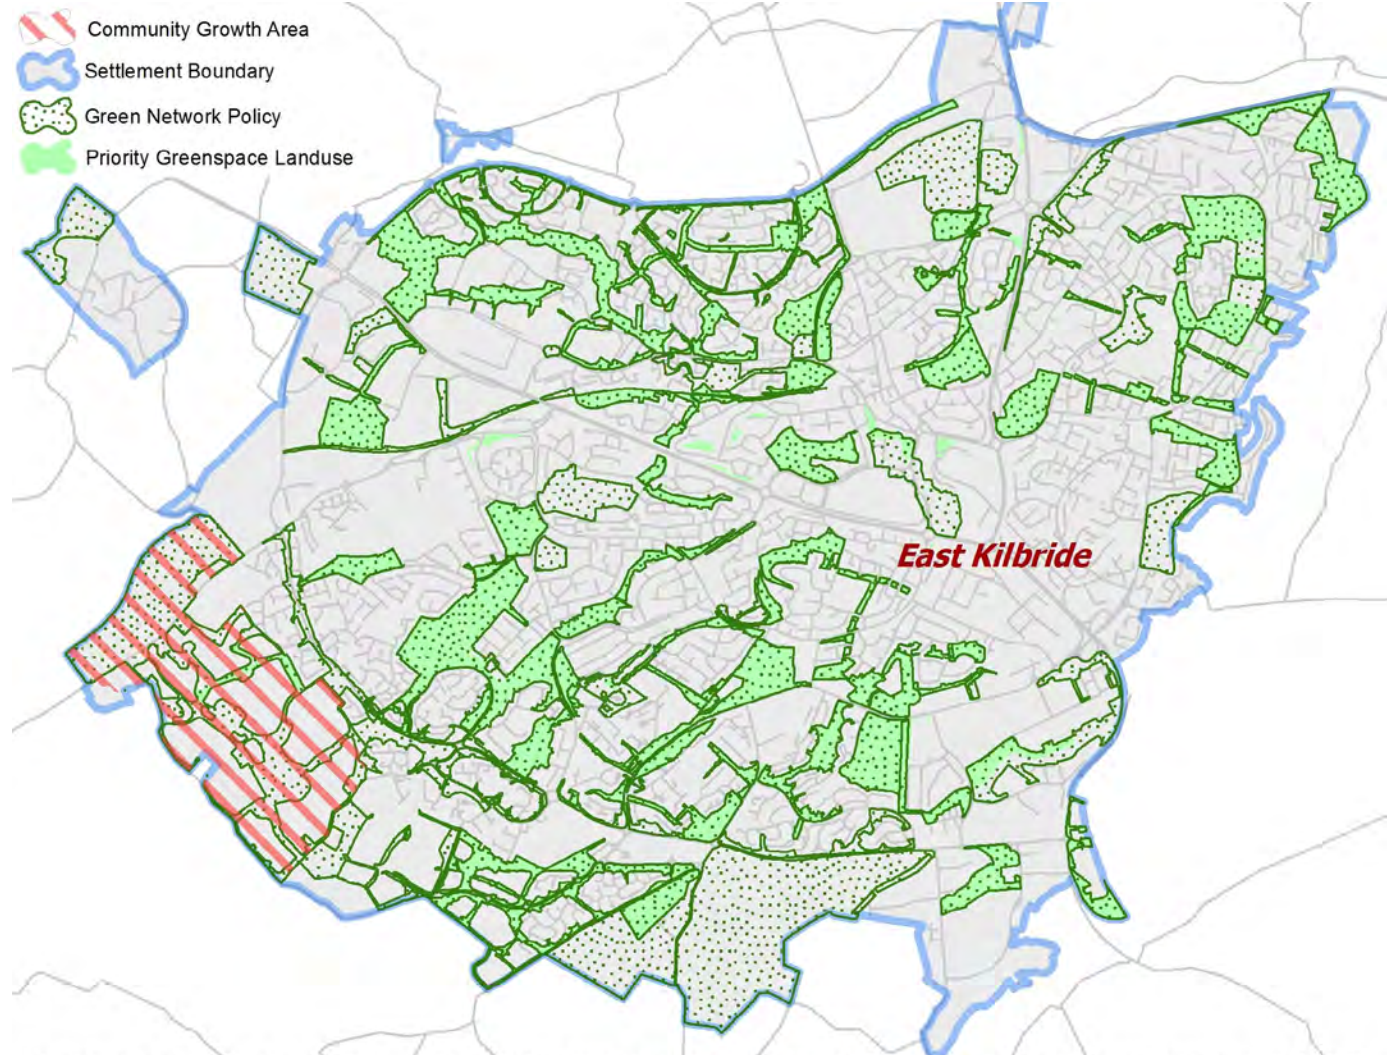 Community Growth Area
Settlement Boundary
Green Network Policy
Priority Greenspace Landuse
East Kilbride